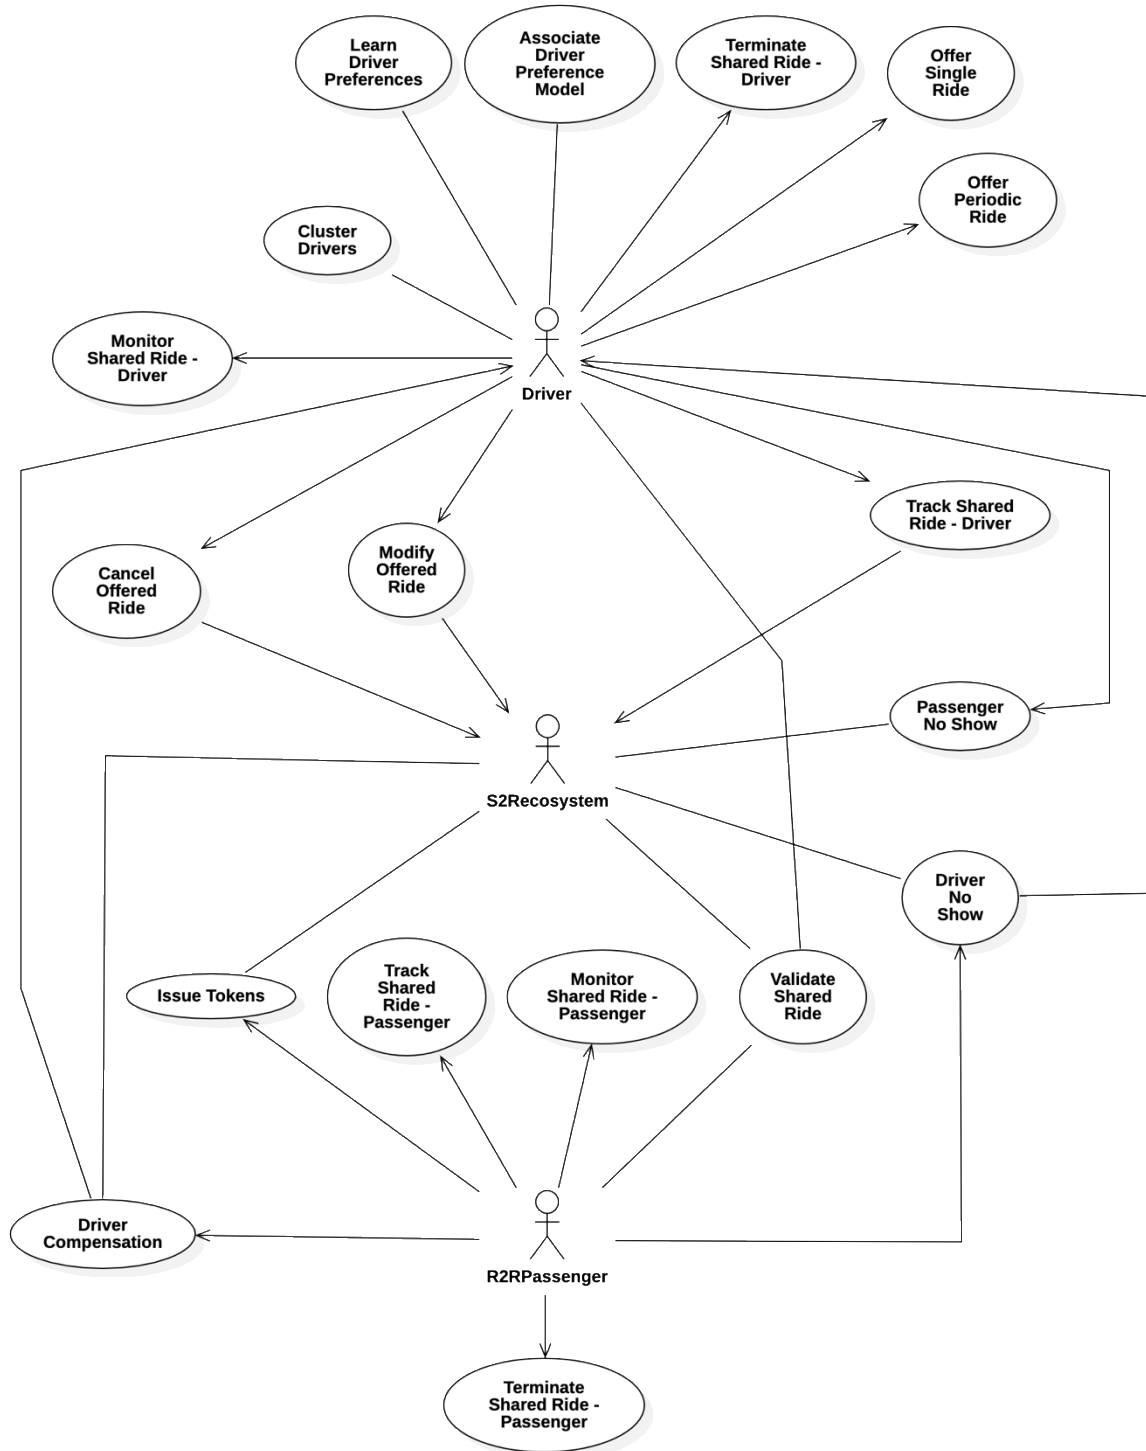 Learn
Driver
Preferences
Associate
Driver
Preference
Model
Terminate
Shared Ride -
Driver
Offer
Single
Ride
Offer
Periodic
Ride
Cluster
Drivers
Monitor
Shared Ride -
Driver
Driver
Track Shared
Ride - Driver
Cancel
Offered
Ride
Modify
Offered
Ride
Passenger
No Show
S2Recosystem
Driver
No
Show
Issue Tokens
Track
Shared
Ride -
Passenger
Monitor
Shared Ride -
Passenger
Validate
Shared
Ride
Driver
Compensation
R2RPassenger
Terminate
Shared Ride -
Passenger